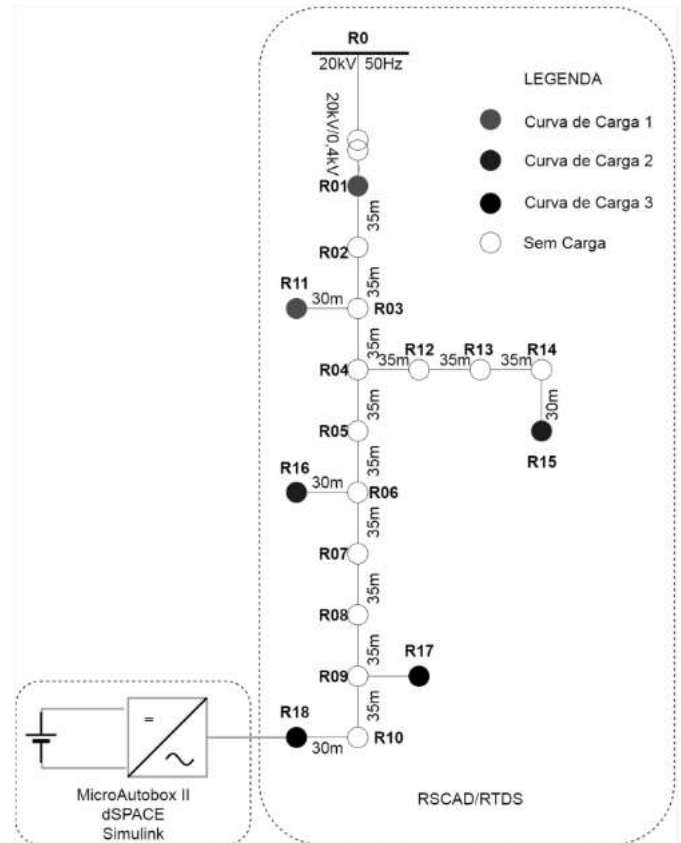 R0
20kV 50Hz
LEGENDA
20kV/0,4kV
Curva de Carga 1
Curva de Carga 2
Curva de Carga 3
Sem Carga
R01
35m
R02
35m
R11
30m
R03
35m
R04
35m
R12
35m
R13
35m
R14
30m
R15
35m
R05
35m
R16
30m
R06
35m
R07
35m
R08
35m
R09
R17
35m
R18
30m
R10
=
MicroAutobox II
dSPACE
Simulink
RSCAD/RTDS